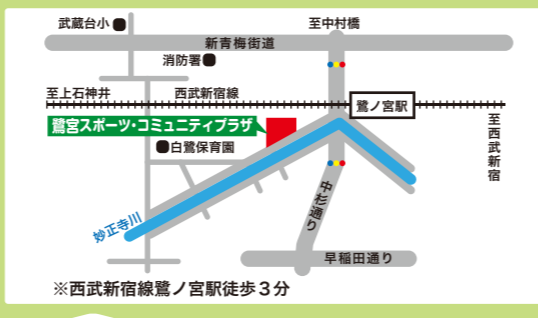 武蔵台小
至中村橋
新青梅街道
消防署
至上石神井
西武新宿線
鷺ノ宮駅
至西武新宿
鷺宮スポーツ・コミュニティプラザ
白鷺保育園
中杉通り
妙正寺川
早稲田通り
※西武新宿線鷺ノ宮駅徒歩３分